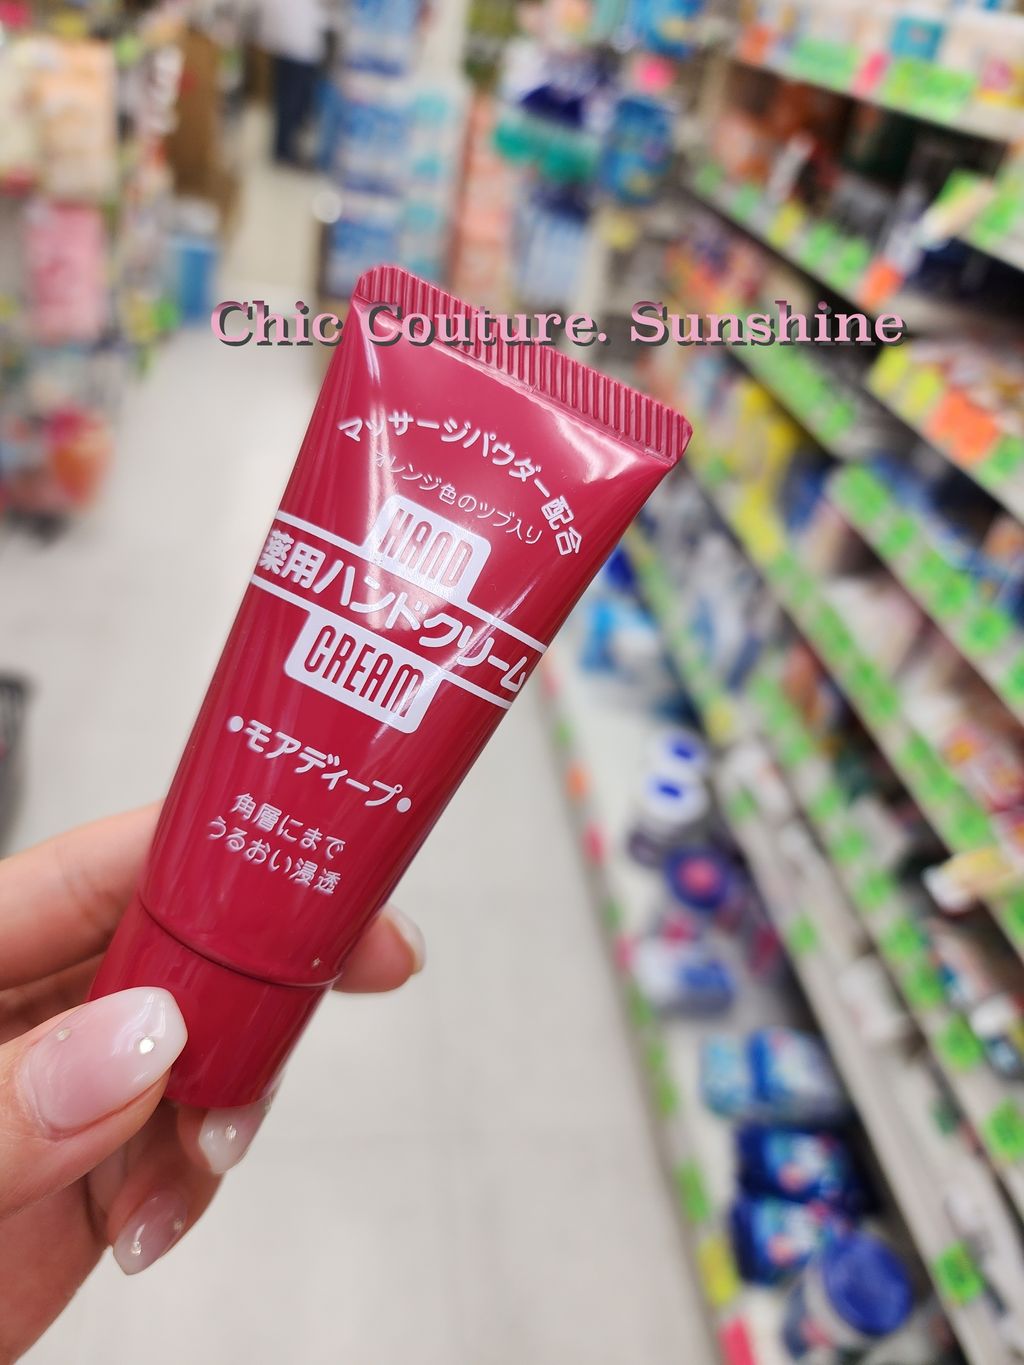 Chic Couture. Sunshine
マッサージパウダー配合
オレンジ色のツブ入り
HAND
薬用ハンドクリーム
CREAM
•モアディープ•
角層にまで
うるおい浸透